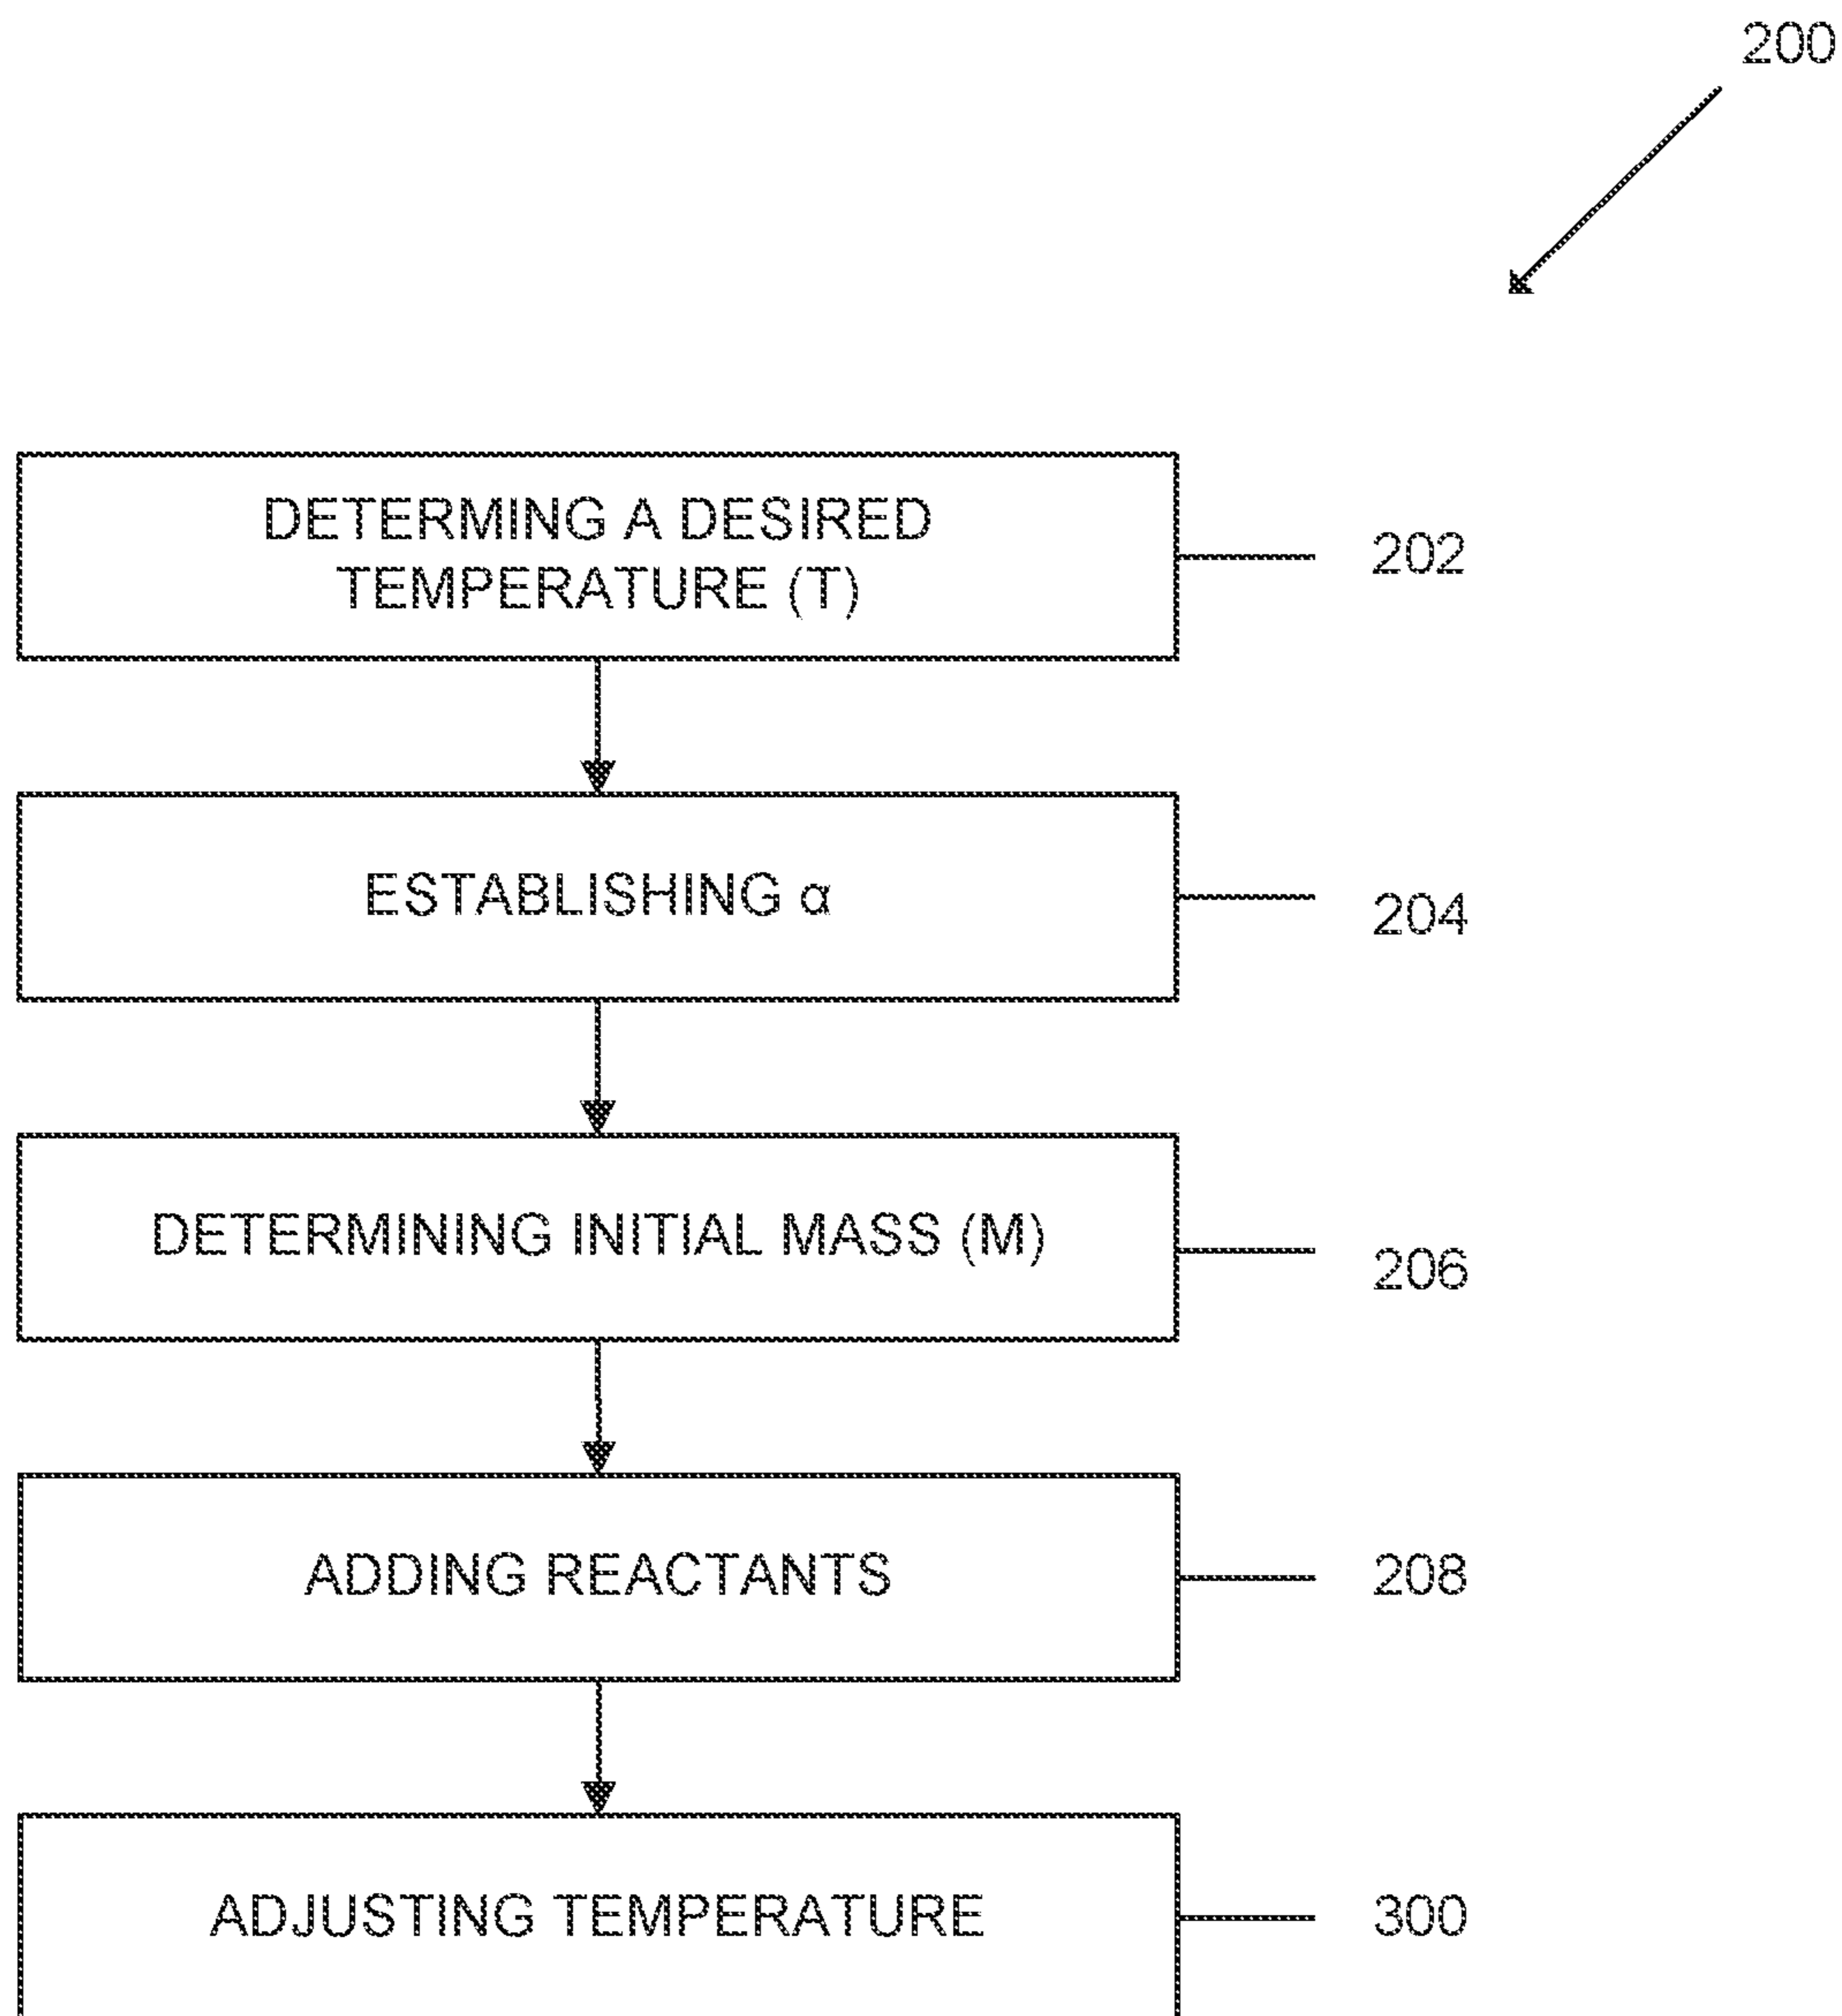 200
DETERMING A DESIRED
TEMPERATURE (T)
202
ESTABLISHING α
204
DETERMINING INITIAL MASS (M)
206
ADDING REACTANTS
208
ADJUSTING TEMPERATURE
300